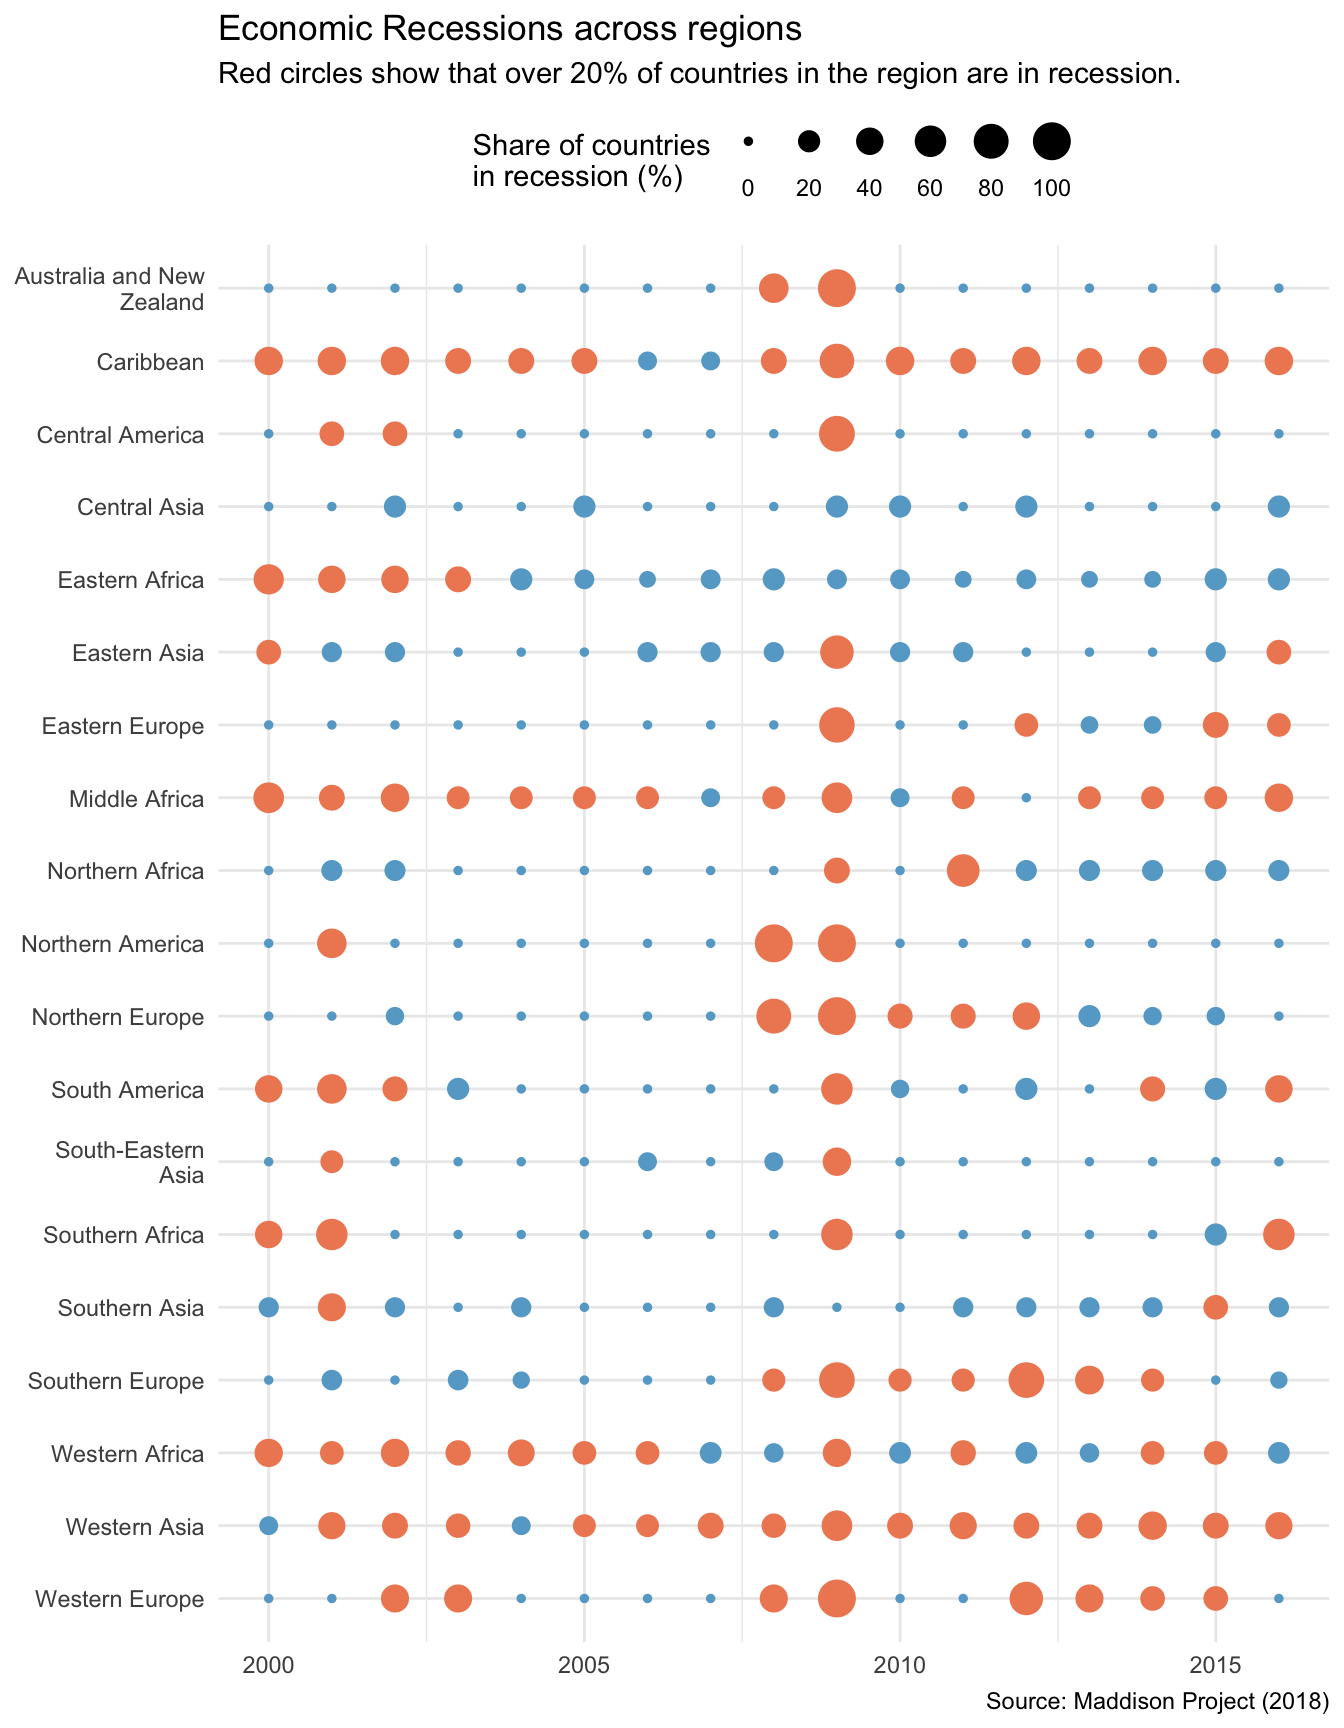 Economic Recessions across regions
Red circles show that over 20% of countries in the region are in recession.
Share of countries
in recession (%)
0 20 40 60 80 100
Australia and New
Zealand
Caribbean
Central America
Central Asia
Eastern Africa
Eastern Asia
Eastern Europe
Middle Africa
Northern Africa
Northern America
Northern Europe
South America
South-Eastern
Asia
Southern Africa
Southern Asia
Southern Europe
Western Africa
Western Asia
Western Europe
2000 2005 2010 2015
Source: Maddison Project (2018)